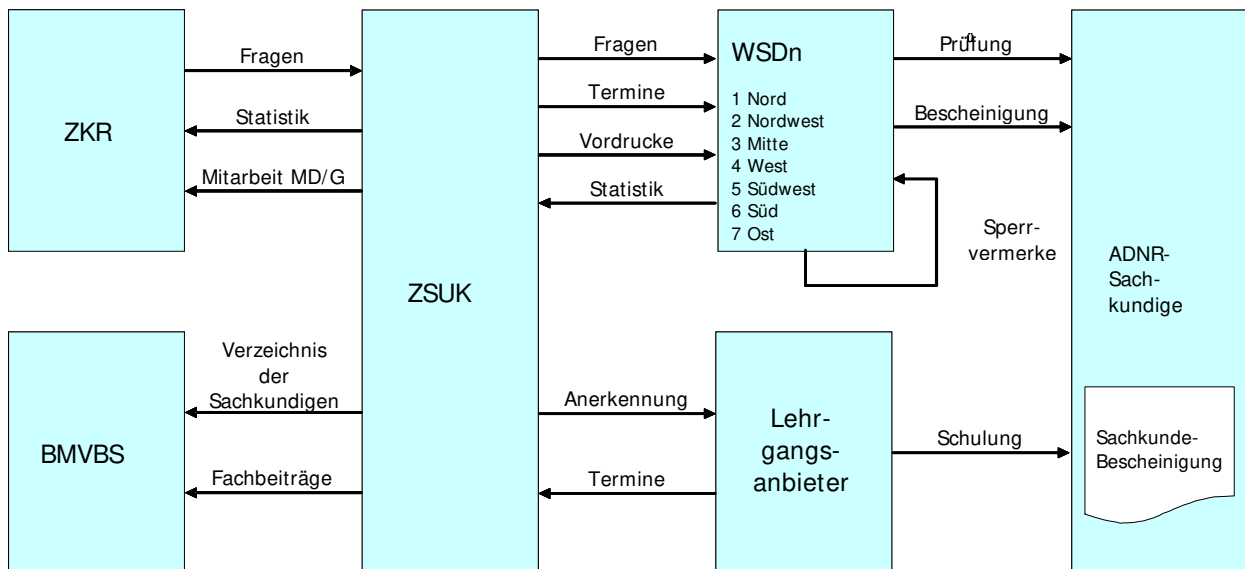 ZKR
Fragen
Statistik
Mitarbeit MD/G
ZSUK
Fragen
Termine
Vordrucke
Statistik
WSDn
1 Nord
2 Nordwest
3 Mitte
4 West
5 Südwest
6 Süd
7 Ost
Prüfung
Bescheinigung
Sperr-
vermerke
ADNR-
Sach-
kundige
BMVBS
Verzeichnis
der
Sachkundigen
Fachbeiträge
Anerkennung
Termine
Lehr-
gangs-
anbieter
Schulung
Sachkunde-
Bescheinigung